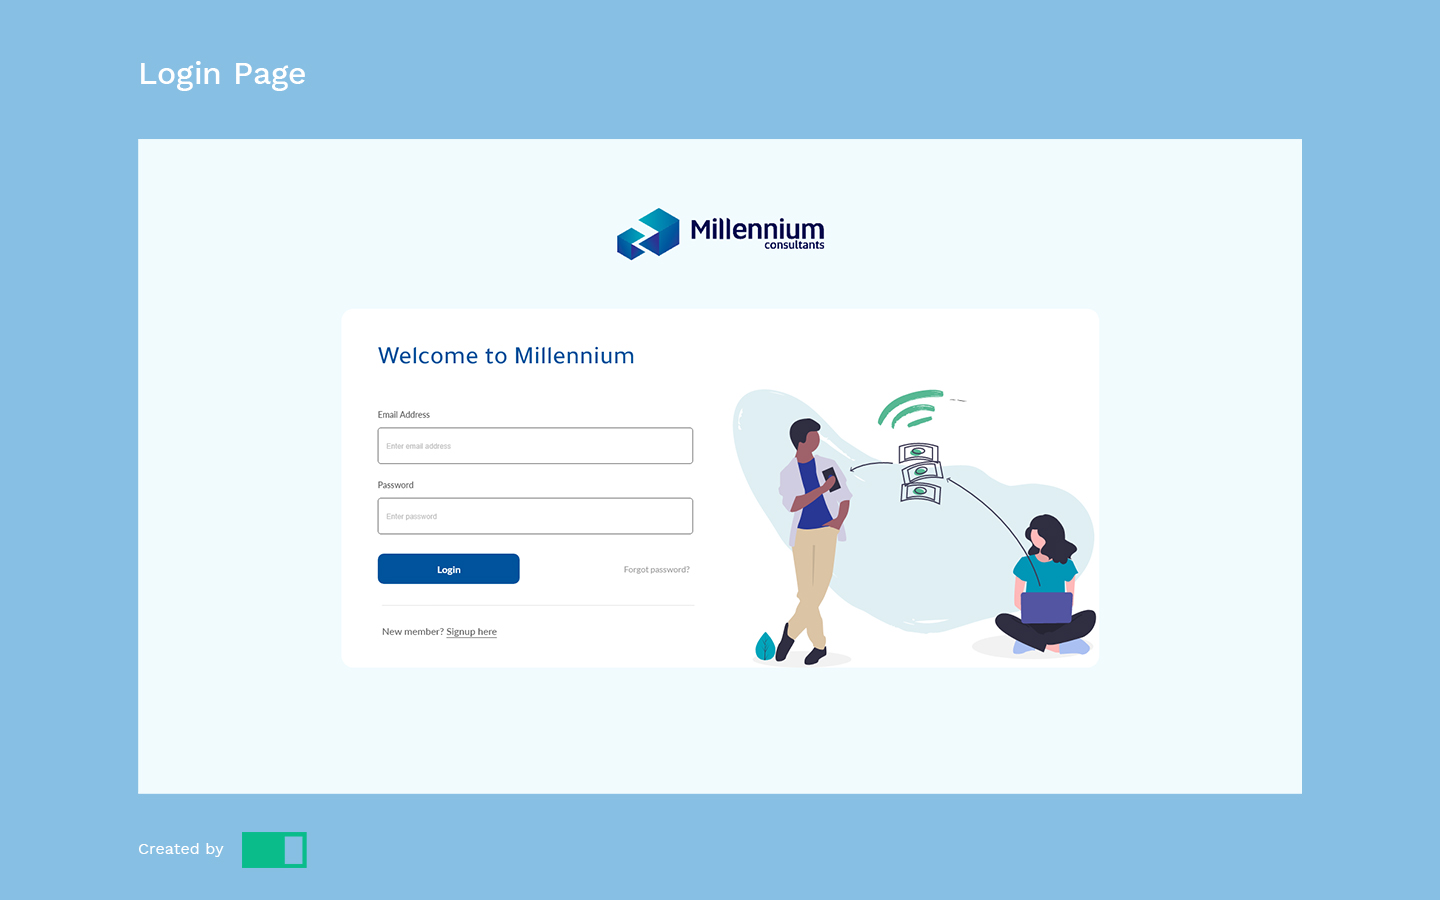 Login Page
Millennium
consultants
Welcome to Millennium
Email Address
Enter email address
Password
Enter password
Login
Forgot password?
New member? Signup here
Created by